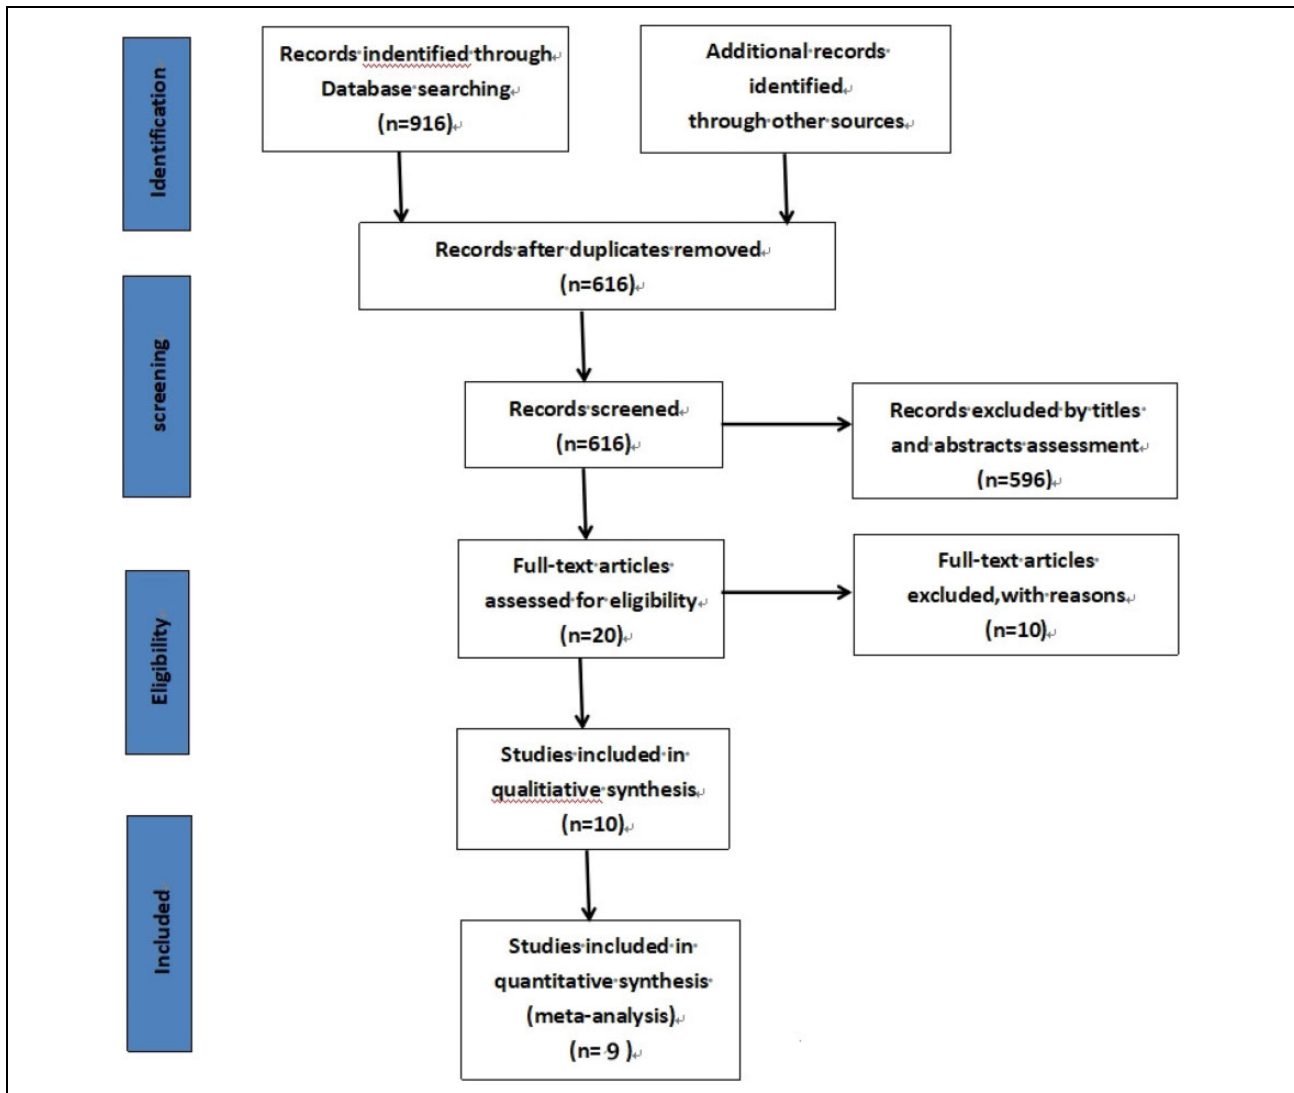 Identification
Records indentified through
Database searching
(n=916)
Additional records
identified
through other sources
Records after duplicates removed
(n=616)
screening
Records screened
(n=616)
Records excluded by titles
and abstracts assessment
(n=596)
Eligibility
Full-text articles
assessed for eligibility
(n=20)
Full-text articles
excluded,with reasons
(n=10)
Studies included in
qualitiative synthesis
(n=10)
Included
Studies included in
quantitative synthesis
(meta-analysis)
(n= 9 )